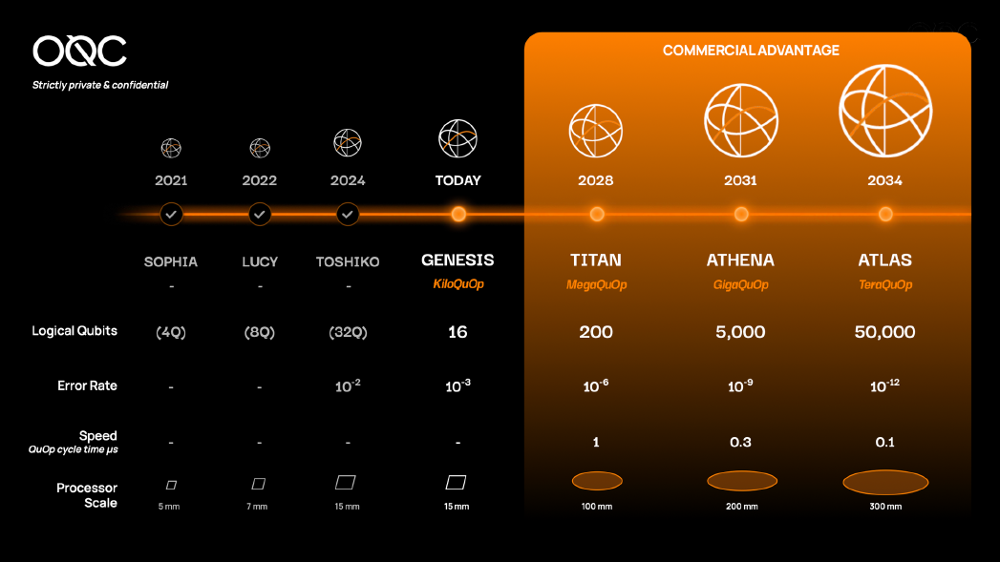 OQC
Strictly private & confidential
COMMERCIAL ADVANTAGE
2021 2022 2024 TODAY 2028 2031 2034
SOPHIA LUCY TOSHIKO GENESIS TITAN ATHENA ATLAS
- - - KiloQuOp MegaQuOp GigaQuOp TeraQuOp
Logical Qubits (4Q) (8Q) (32Q) 16 200 5,000 50,000
Error Rate - - 10⁻² 10⁻³ 10⁻⁶ 10⁻⁹ 10⁻¹²
Speed - - - - 1 0.3 0.1
QuOp cycle time µs
Processor
Scale
5 mm 7 mm 15 mm 15 mm 100 mm 200 mm 300 mm